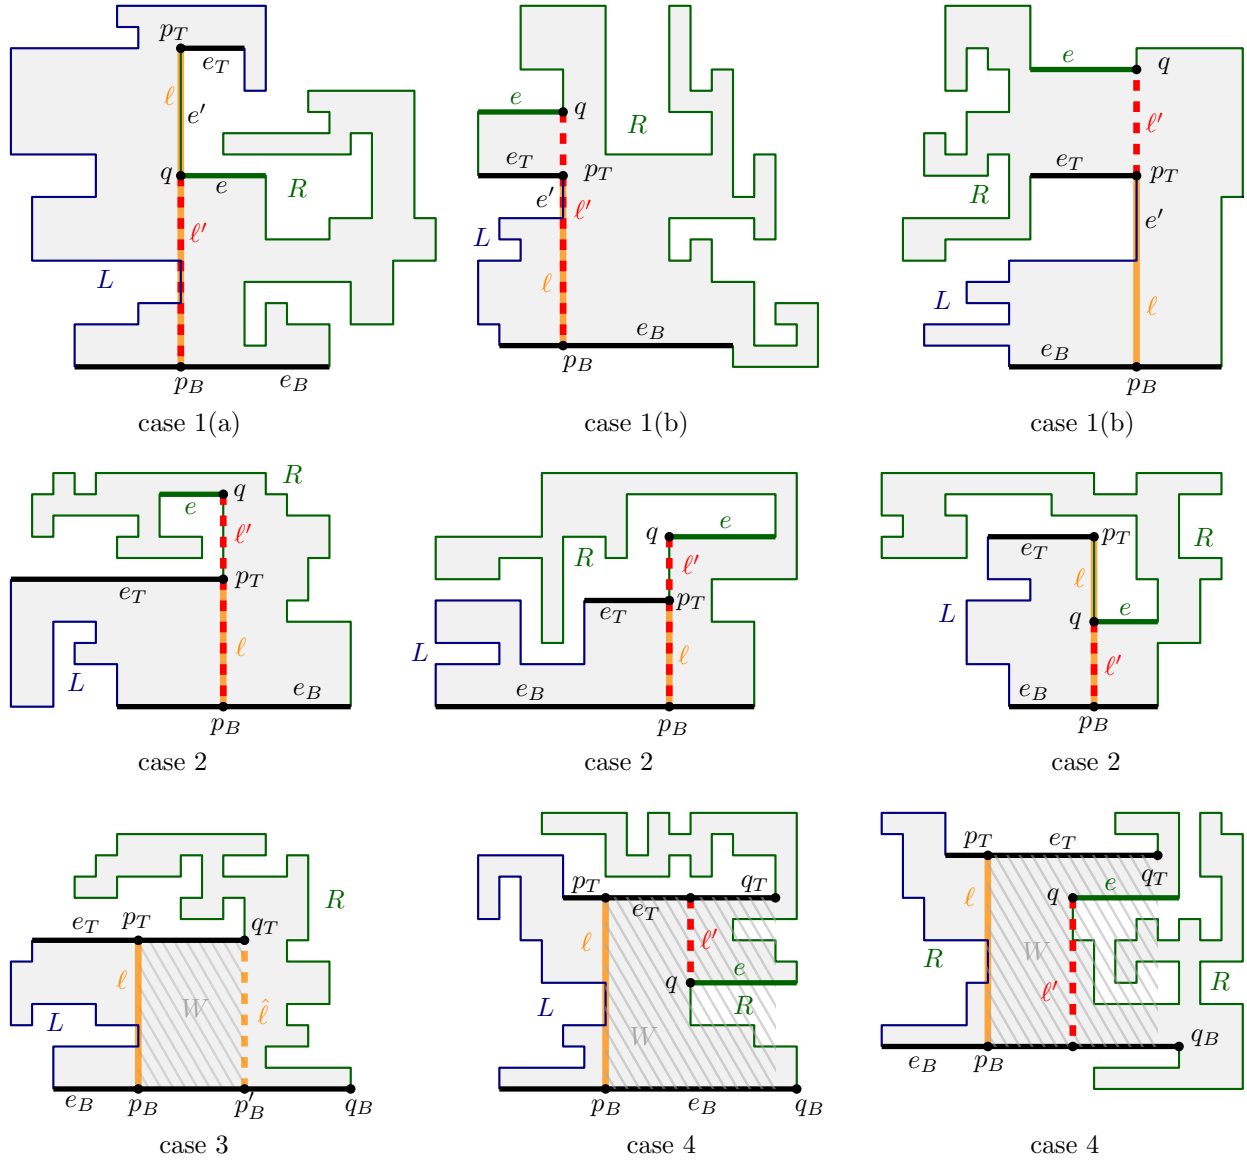 p_T
e_T
ℓ
e′
q
e
R
ℓ′
L
p_B
e_B
case 1(a)
e
q
R
e_T
p_T
e′
ℓ′
L
ℓ
e_B
p_B
case 1(b)
e
q
ℓ′
e_T
p_T
R
e′
L
ℓ
e_B
p_B
case 1(b)
R
q
e
ℓ′
e_T
p_T
ℓ
L
e_B
p_B
case 2
e
q
R
ℓ′
e_T
p_T
L
ℓ
e_B
p_B
case 2
e_T
p_T
R
ℓ
L
q
e
ℓ′
e_B
p_B
case 2
R
e_T
p_T
q_T
ℓ
W
ℓ̂
L
e_B
p_B
p′_B
q_B
case 3
p_T
e_T
q_T
ℓ
ℓ′
q
e
L
R
W
p_B
e_B
q_B
case 4
p_T
e_T
q_T
ℓ
q
e
R
W
ℓ′
R
e_B
p_B
q_B
case 4